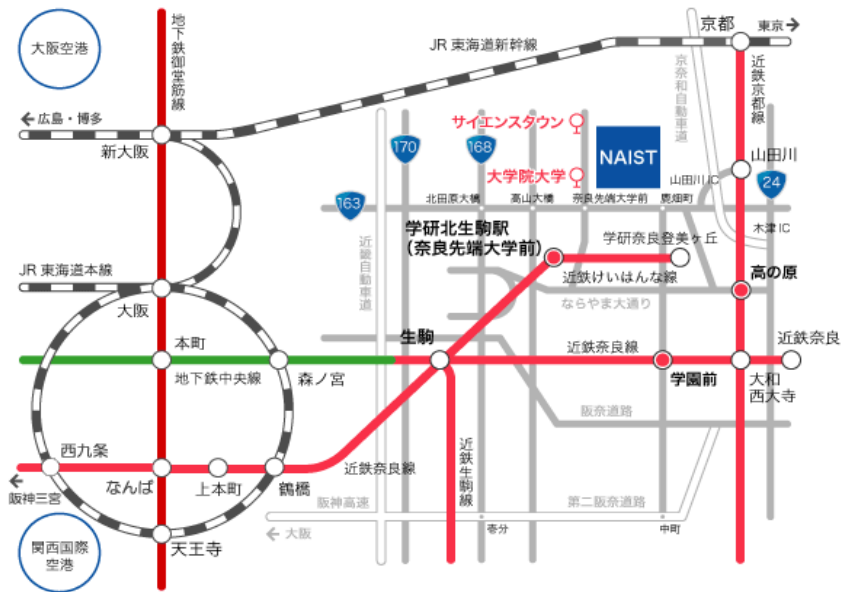 大阪空港
地下鉄御堂筋線
JR 東海道新幹線
京都
東京
京奈和自動車道
近鉄京都線
広島・博多
新大阪
170
168
サイエンスタウン
大学院大学
NAIST
山田川
山田川 IC
24
163
北田原大橋
高山大橋
奈良先端大学前
鹿畑町
木津 IC
学研北生駒駅
（奈良先端大学前）
学研奈良登美ヶ丘
近畿自動車道
JR 東海道本線
大阪
近鉄けいはんな線
高の原
ならやま大通り
本町
生駒
近鉄奈良線
近鉄奈良
地下鉄中央線
森ノ宮
学園前
大和
西大寺
阪奈道路
西九条
なんば
上本町
鶴橋
近鉄奈良線
近鉄生駒線
阪神三宮
阪神高速
第二阪奈道路
大阪
壱分
中町
関西国際
空港
天王寺